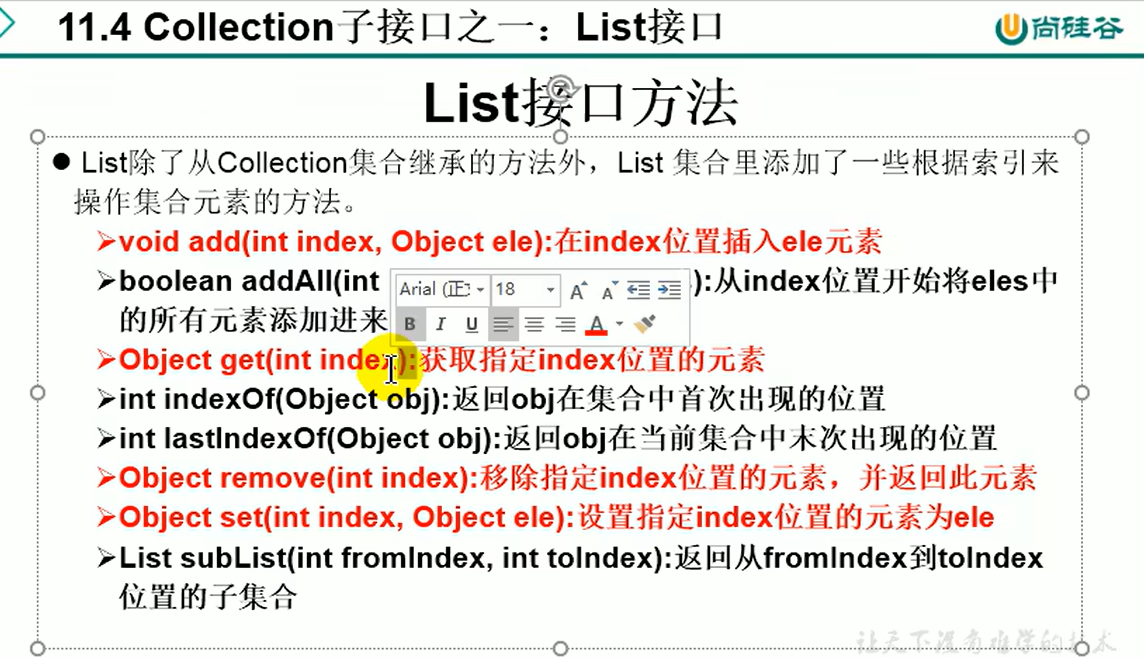 11.4 Collection子接口之一：List接口
尚硅谷
List接口方法
● List除了从Collection集合继承的方法外，List 集合里添加了一些根据索引来
操作集合元素的方法。
➢void add(int index, Object ele):在index位置插入ele元素
➢boolean addAll(int
):从index位置开始将eles中
的所有元素添加进来
Arial (正
18
B I U A
➢Object get(int index):获取指定index位置的元素
➢int indexOf(Object obj):返回obj在集合中首次出现的位置
➢int lastIndexOf(Object obj):返回obj在当前集合中末次出现的位置
➢Object remove(int index):移除指定index位置的元素，并返回此元素
➢Object set(int index, Object ele):设置指定index位置的元素为ele
➢List subList(int fromIndex, int toIndex):返回从fromIndex到toIndex
位置的子集合
让天下没有难学的技术